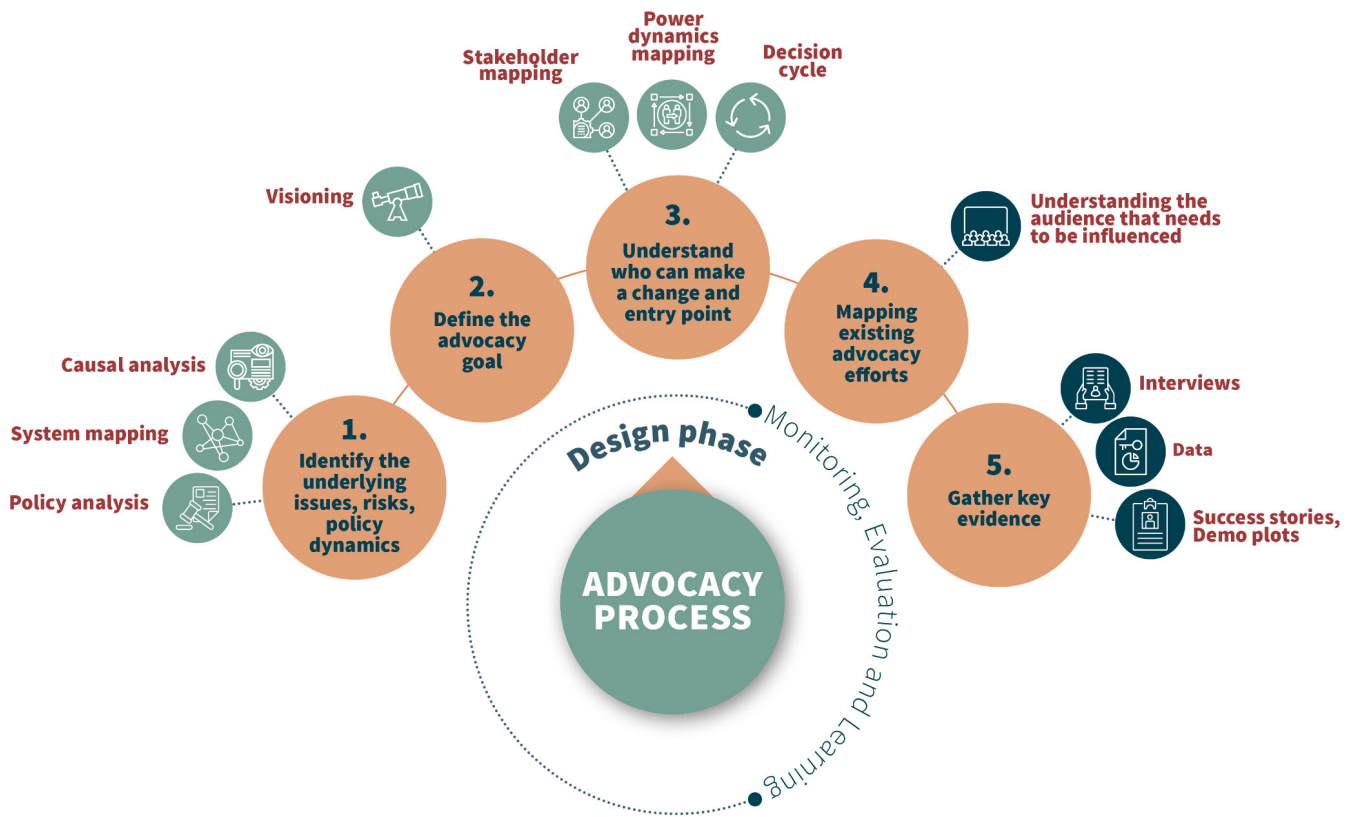 Causal analysis
System mapping
Policy analysis
1.
Identify the
underlying
issues, risks,
policy
dynamics
Visioning
2.
Define the
advocacy
goal
Stakeholder
mapping
Power
dynamics
mapping
Decision
cycle
3.
Understand
who can make
a change and
entry point
Understanding the
audience that needs
to be influenced
4.
Mapping
existing
advocacy
efforts
Interviews
Data
Success stories,
Demo plots
5.
Gather key
evidence
Design phase
ADVOCACY
PROCESS
Monitoring, Evaluation and Learning